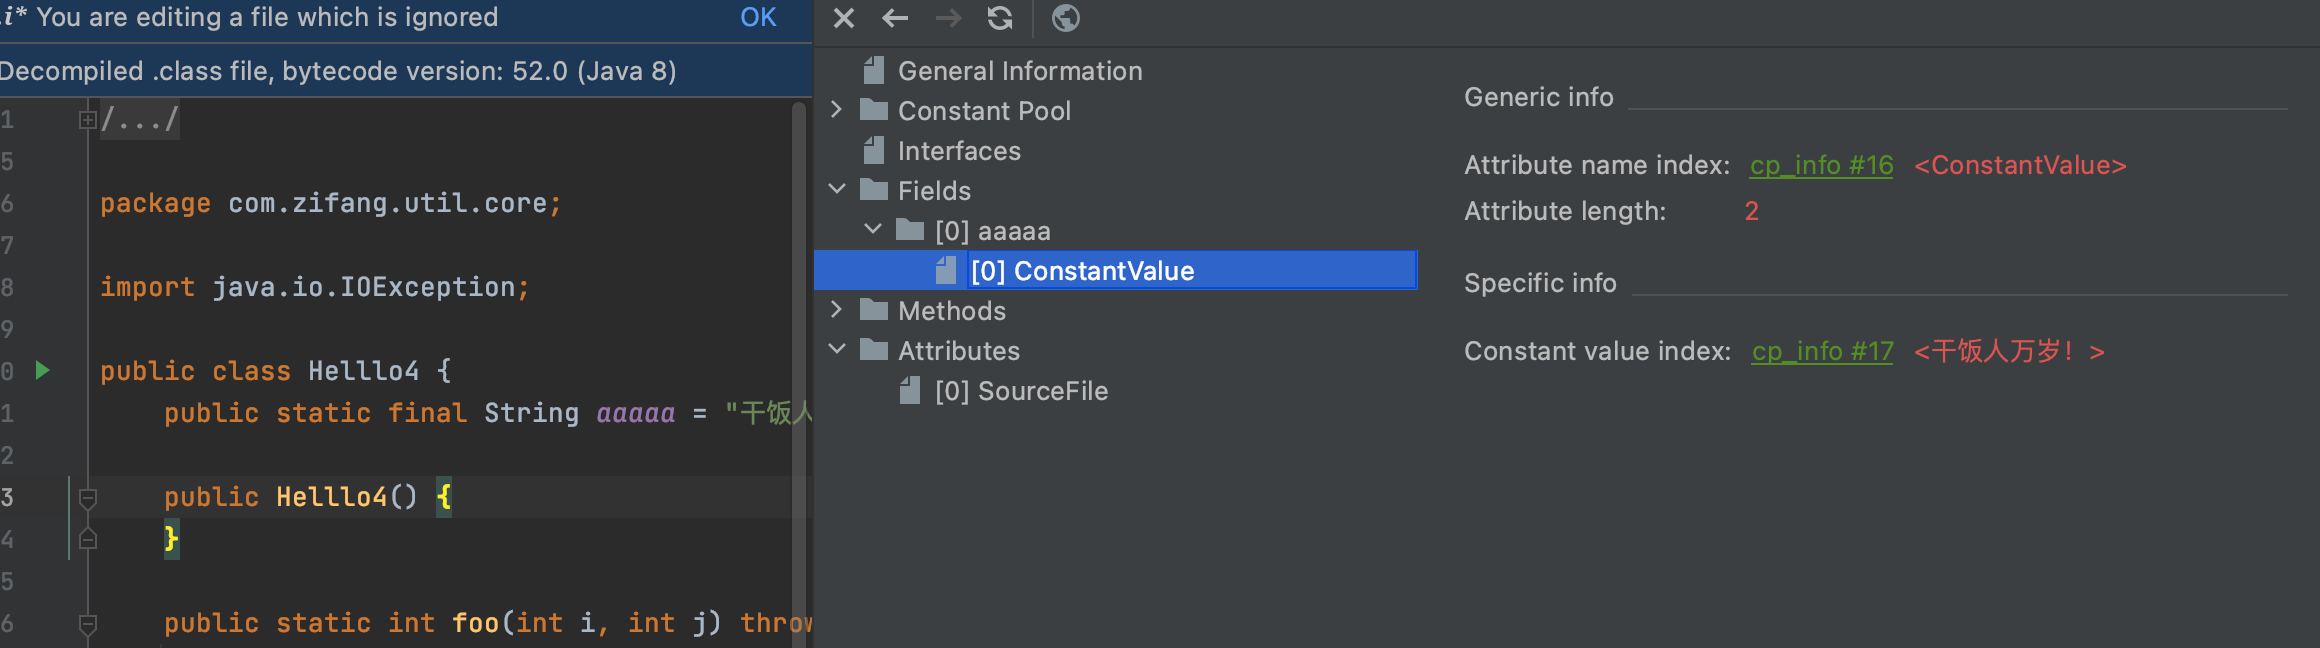 .i* You are editing a file which is ignored OK
Decompiled .class file, bytecode version: 52.0 (Java 8)
1 /.../
5
6 package com.zifang.util.core;
7
8 import java.io.IOException;
9
0 public class Helllo4 {
1 public static final String aaaaa = "干饭人
2
3 public Helllo4() {
4 }
5
6 public static int foo(int i, int j) throw
General Information
Constant Pool
Interfaces
Fields
[0] aaaaa
[0] ConstantValue
Methods
Attributes
[0] SourceFile
Generic info
Attribute name index: cp_info #16 <ConstantValue>
Attribute length: 2
Specific info
Constant value index: cp_info #17 <干饭人万岁！>